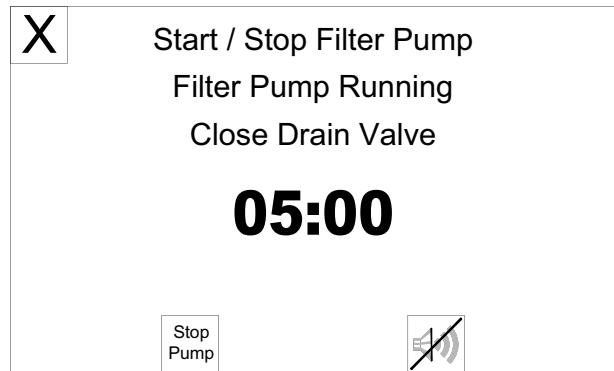 X
Start / Stop Filter Pump
Filter Pump Running
Close Drain Valve
05:00
Stop
Pump